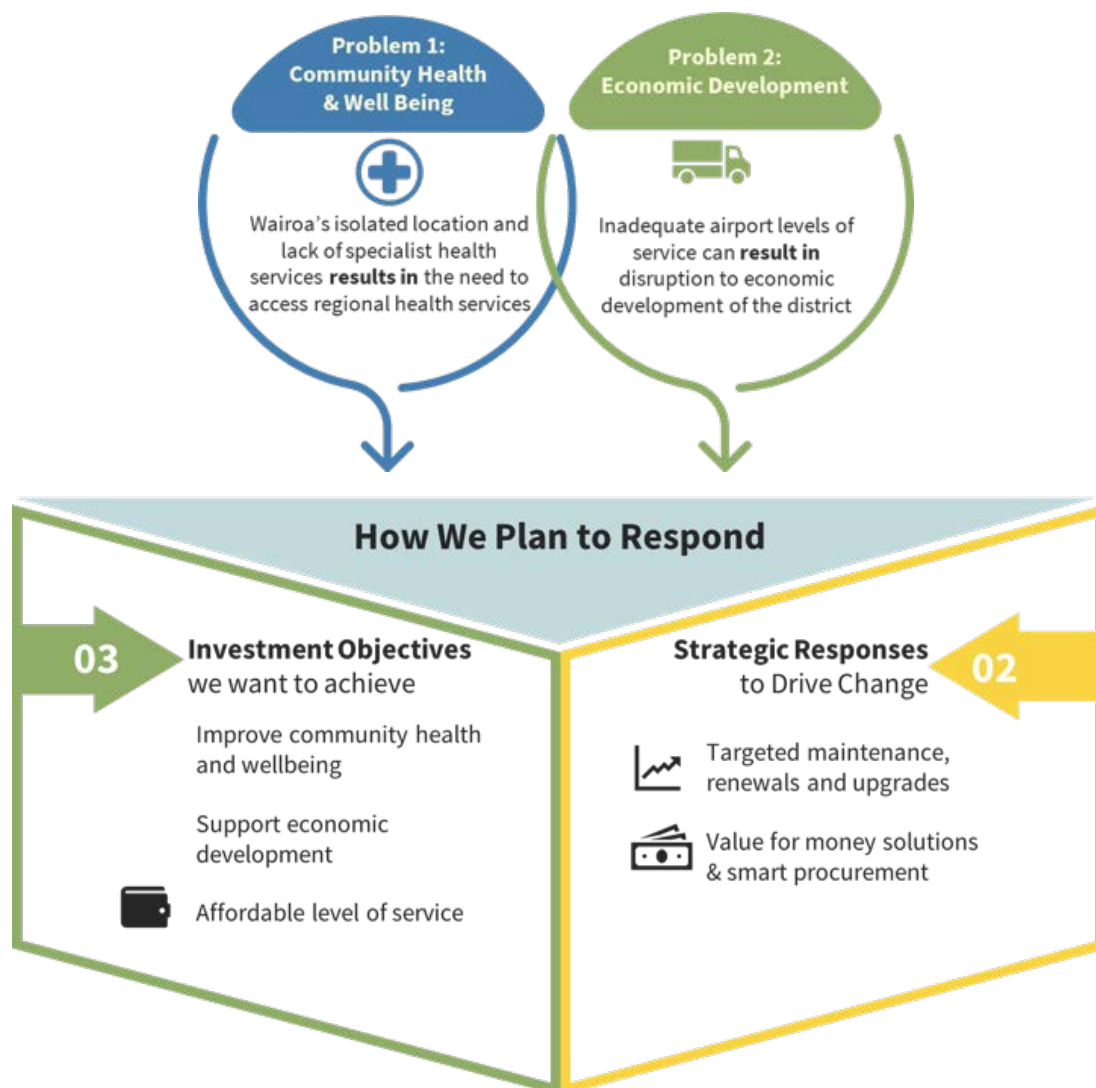 Problem 1:
Community Health
& Well Being
Wairoa's isolated location and
lack of specialist health
services results in the need to
access regional health services
Problem 2:
Economic Development
Inadequate airport levels of
service can result in
disruption to economic
development of the district
How We Plan to Respond
03
Investment Objectives
we want to achieve
Improve community health
and wellbeing
Support economic
development
Affordable level of service
Strategic Responses
to Drive Change
02
Targeted maintenance,
renewals and upgrades
Value for money solutions
& smart procurement